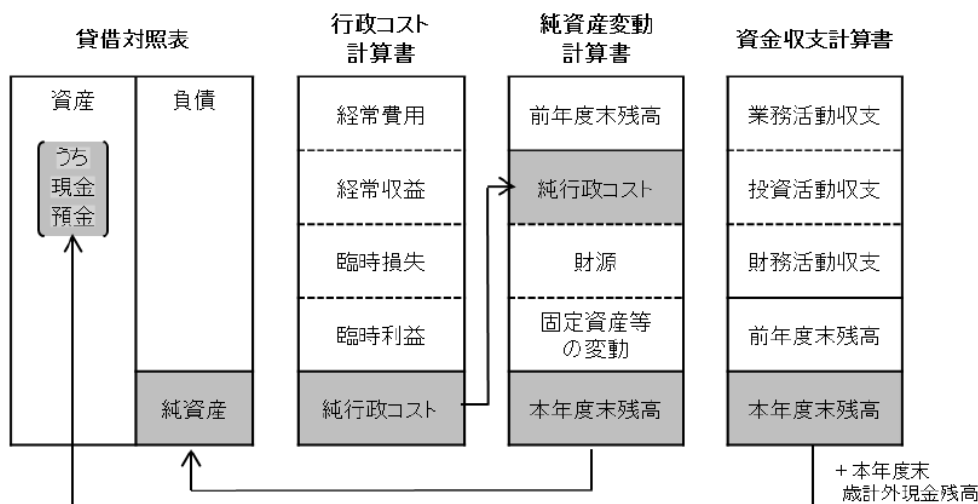 貸借対照表
行政コスト
計算書
純資産変動
計算書
資金収支計算書
資産
負債
うち
現金
預金
純資産
経常費用
経常収益
臨時損失
臨時利益
純行政コスト
前年度末残高
純行政コスト
財源
固定資産等
の変動
本年度末残高
業務活動収支
投資活動収支
財務活動収支
前年度末残高
本年度末残高
+本年度末
歳計外現金残高